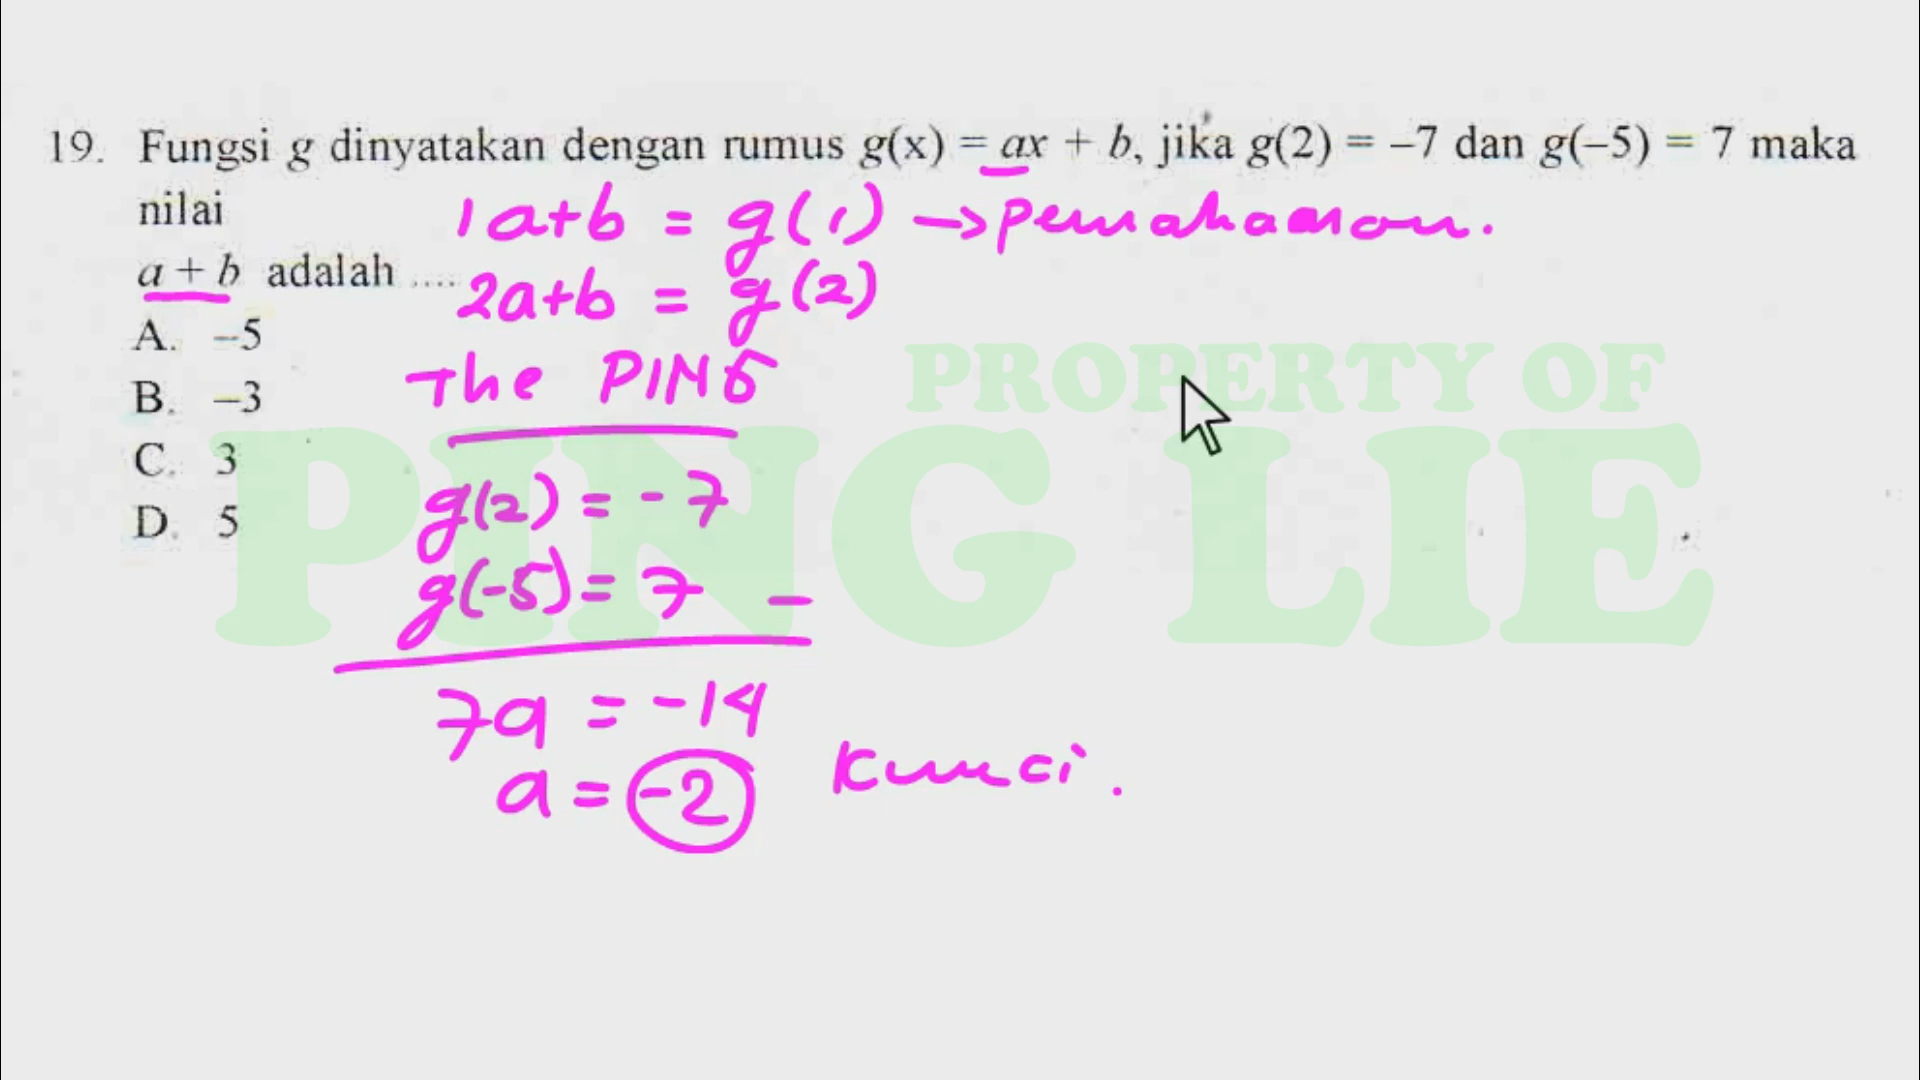 19. Fungsi g dinyatakan dengan rumus g(x) = ax + b, jika g(2) = –7 dan g(–5) = 7 maka
nilai
1a+b = g(1) → pemahaman.
a + b adalah ....
2a+b = g(2)
A. –5
The PING
B. –3
C. 3
D. 5
g(2) = -7
g(-5) = 7 –
7a = -14
a = -2 kunci.
PROPERTY OF
PING LIE